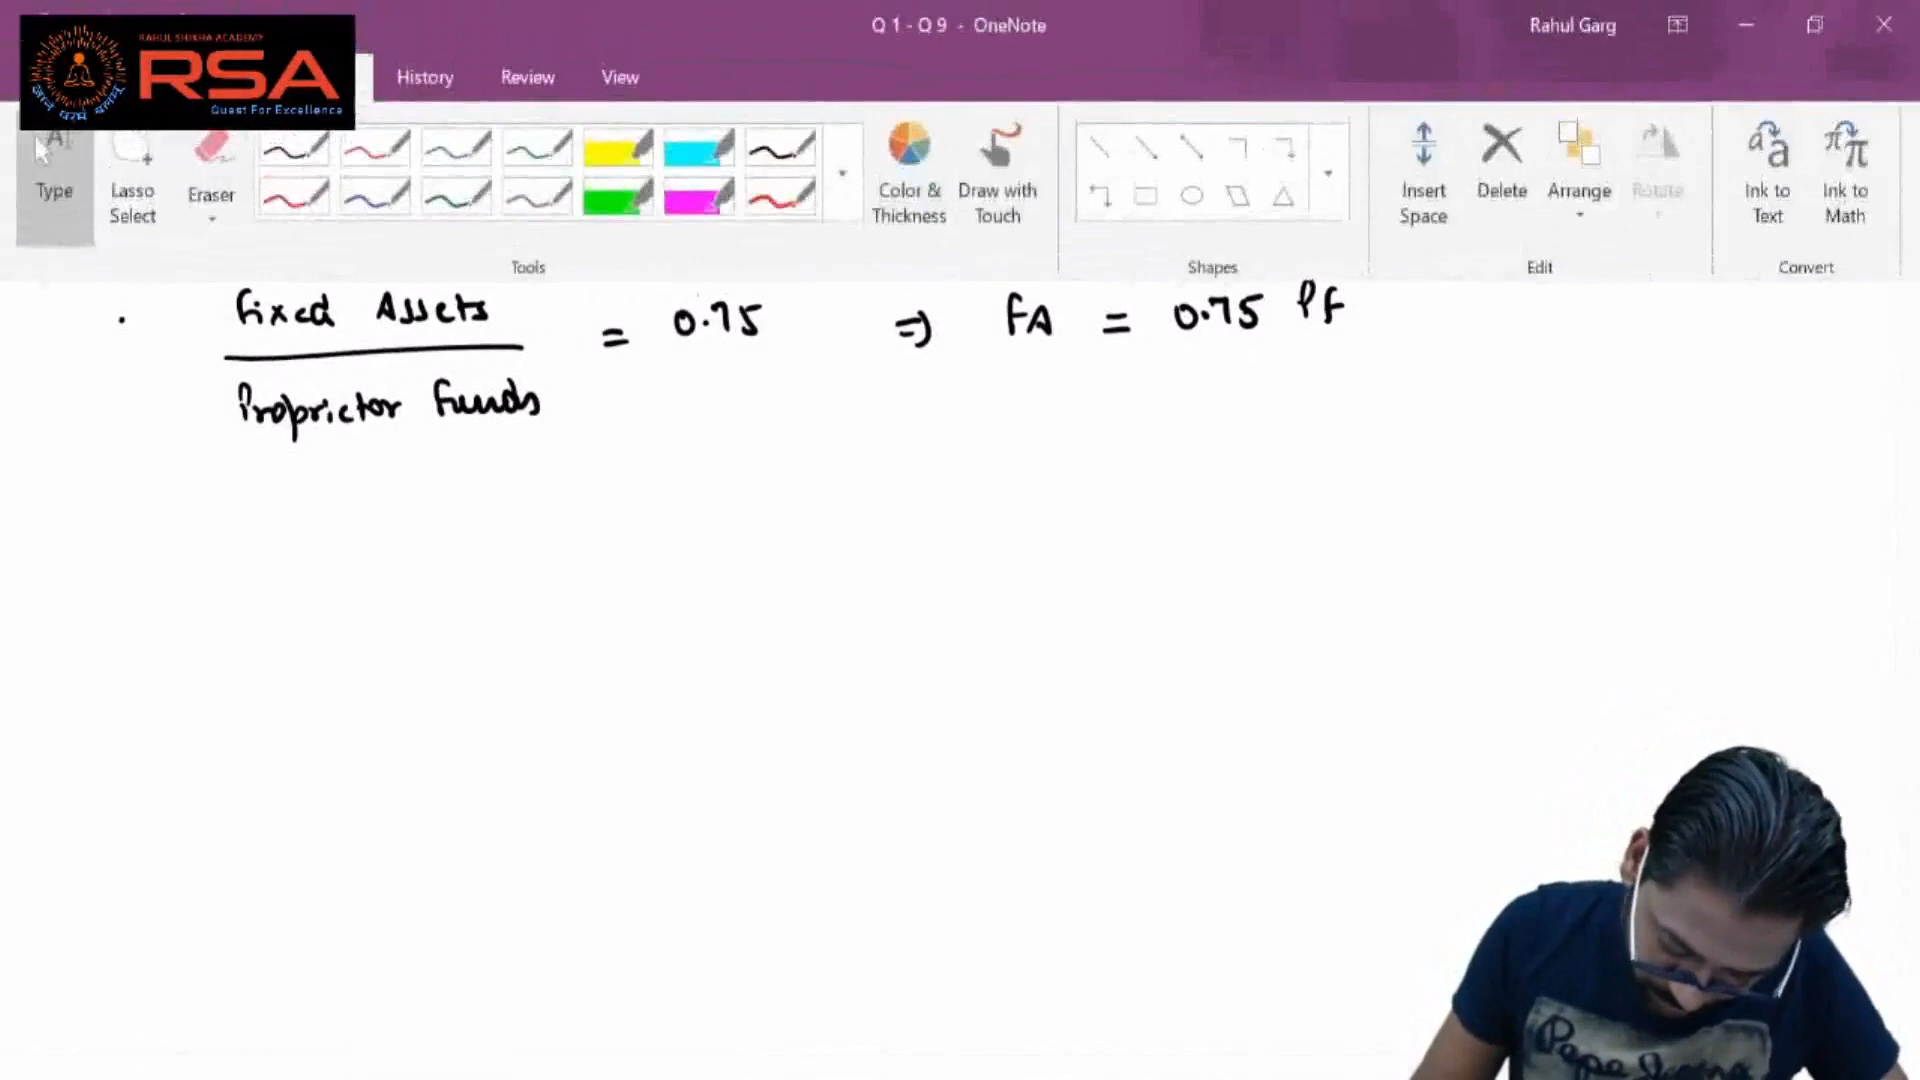 Q 1 - Q 9 - OneNote
Rahul Garg
RAHUL SHIKHA ACADEMY
RSA
Quest For Excellence
History
Review
View
Type
Lasso Select
Eraser
Color & Thickness
Draw with Touch
Insert Space
Delete
Arrange
Rotate
Ink to Text
Ink to Math
Tools
Shapes
Edit
Convert
Fixed Assets
= 0.75 ⇒ FA = 0.75 PF
Proprietor Funds